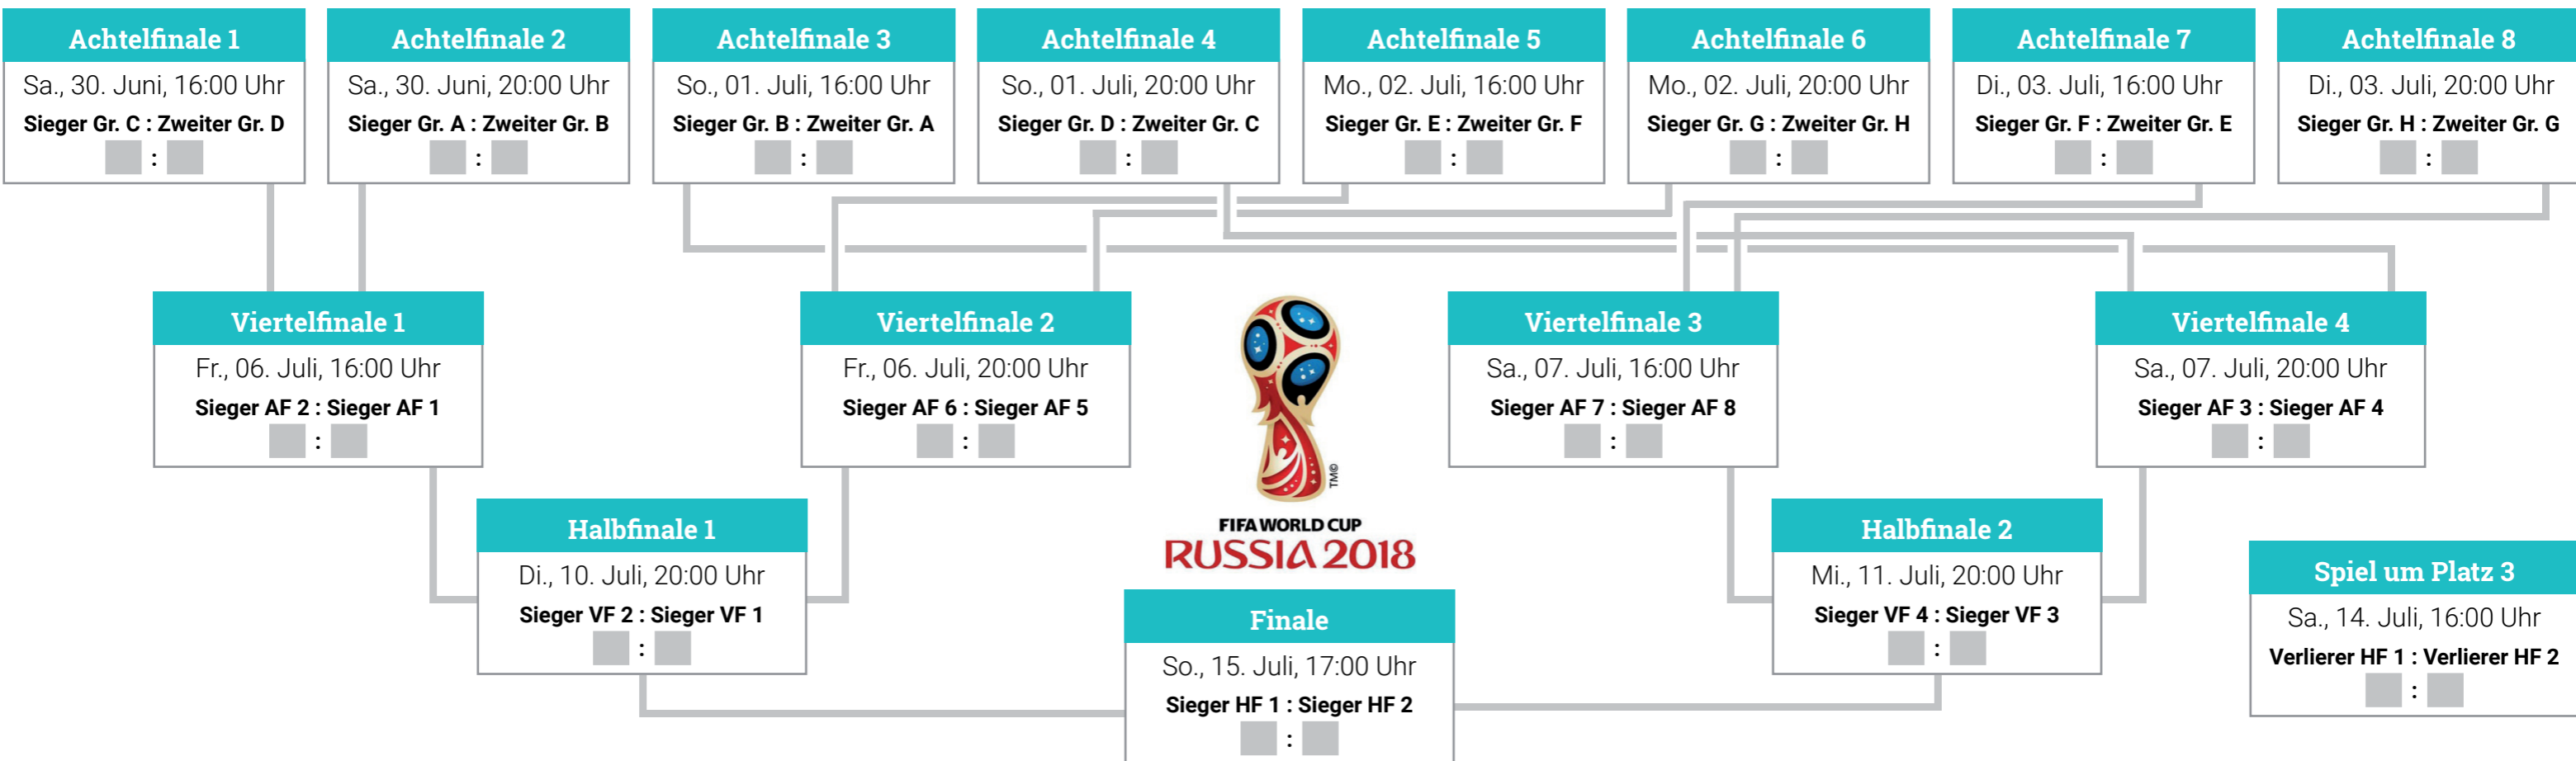 Achtelfinale 1
Sa., 30. Juni, 16:00 Uhr
Sieger Gr. C : Zweiter Gr. D
:
Achtelfinale 2
Sa., 30. Juni, 20:00 Uhr
Sieger Gr. A : Zweiter Gr. B
:
Achtelfinale 3
So., 01. Juli, 16:00 Uhr
Sieger Gr. B : Zweiter Gr. A
:
Achtelfinale 4
So., 01. Juli, 20:00 Uhr
Sieger Gr. D : Zweiter Gr. C
:
Achtelfinale 5
Mo., 02. Juli, 16:00 Uhr
Sieger Gr. E : Zweiter Gr. F
:
Achtelfinale 6
Mo., 02. Juli, 20:00 Uhr
Sieger Gr. G : Zweiter Gr. H
:
Achtelfinale 7
Di., 03. Juli, 16:00 Uhr
Sieger Gr. F : Zweiter Gr. E
:
Achtelfinale 8
Di., 03. Juli, 20:00 Uhr
Sieger Gr. H : Zweiter Gr. G
:
Viertelfinale 1
Fr., 06. Juli, 16:00 Uhr
Sieger AF 2 : Sieger AF 1
:
Viertelfinale 2
Fr., 06. Juli, 20:00 Uhr
Sieger AF 6 : Sieger AF 5
:
Viertelfinale 3
Sa., 07. Juli, 16:00 Uhr
Sieger AF 7 : Sieger AF 8
:
Viertelfinale 4
Sa., 07. Juli, 20:00 Uhr
Sieger AF 3 : Sieger AF 4
:
TM©
FIFA WORLD CUP
RUSSIA 2018
Halbfinale 1
Di., 10. Juli, 20:00 Uhr
Sieger VF 2 : Sieger VF 1
:
Halbfinale 2
Mi., 11. Juli, 20:00 Uhr
Sieger VF 4 : Sieger VF 3
:
Spiel um Platz 3
Sa., 14. Juli, 16:00 Uhr
Verlierer HF 1 : Verlierer HF 2
:
Finale
So., 15. Juli, 17:00 Uhr
Sieger HF 1 : Sieger HF 2
: